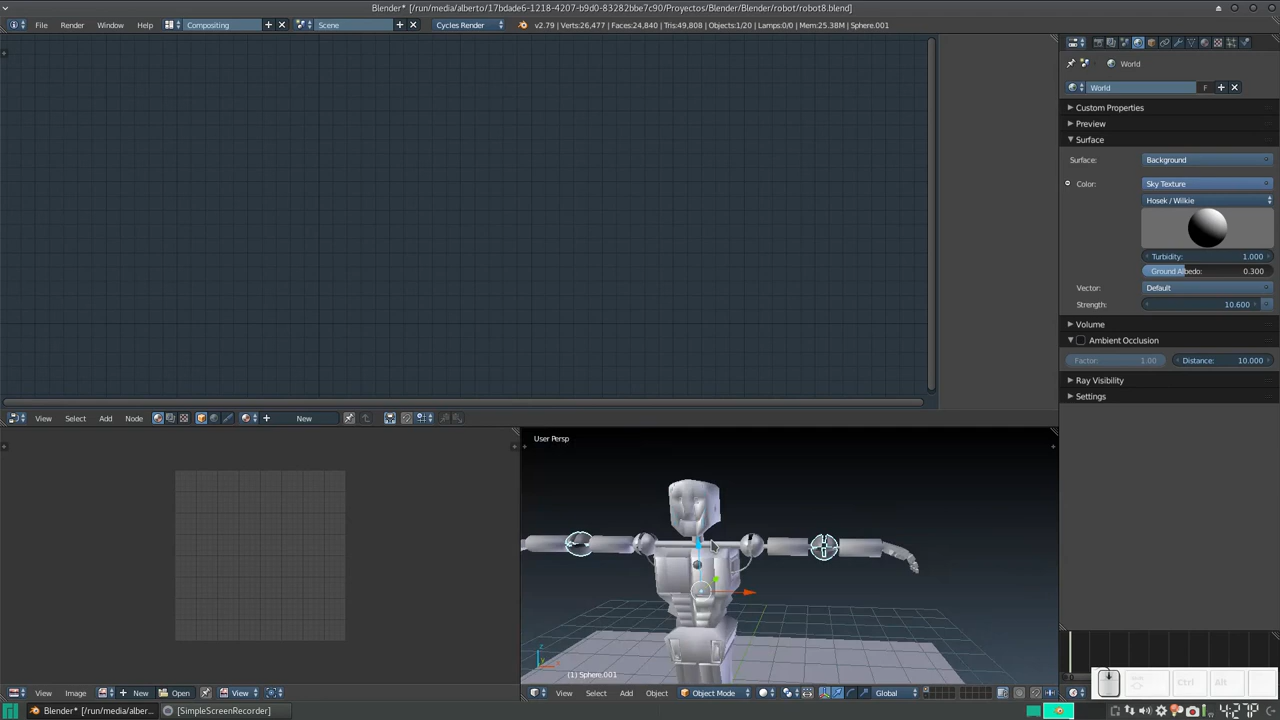 Blender* [/run/media/alberto/17bdade6-1218-4207-b9d0-83282bbe7c90/Proyectos/Blender/Blender/robot/robot8.blend]
File Render Window Help Compositing Scene Cycles Render v2.79 | Verts:26,477 | Faces:24,840 | Tris:49,808 | Objects:1/20 | Lamps:0/0 | Mem:25.38M | Sphere.001
World
World F
Custom Properties
Preview
Surface
Surface: Background
Color: Sky Texture
Hosek / Wilkie
Turbidity: 1.000
Ground Albedo: 0.300
Vector: Default
Strength: 10.600
Volume
Ambient Occlusion
Factor: 1.00 Distance: 10.000
Ray Visibility
Settings
View Select Add Node New
User Persp
(1) Sphere.001
View Image New Open View
View Select Add Object Object Mode Global
Ctrl Alt
Blender* [/run/media/alber... [SimpleScreenRecorder]